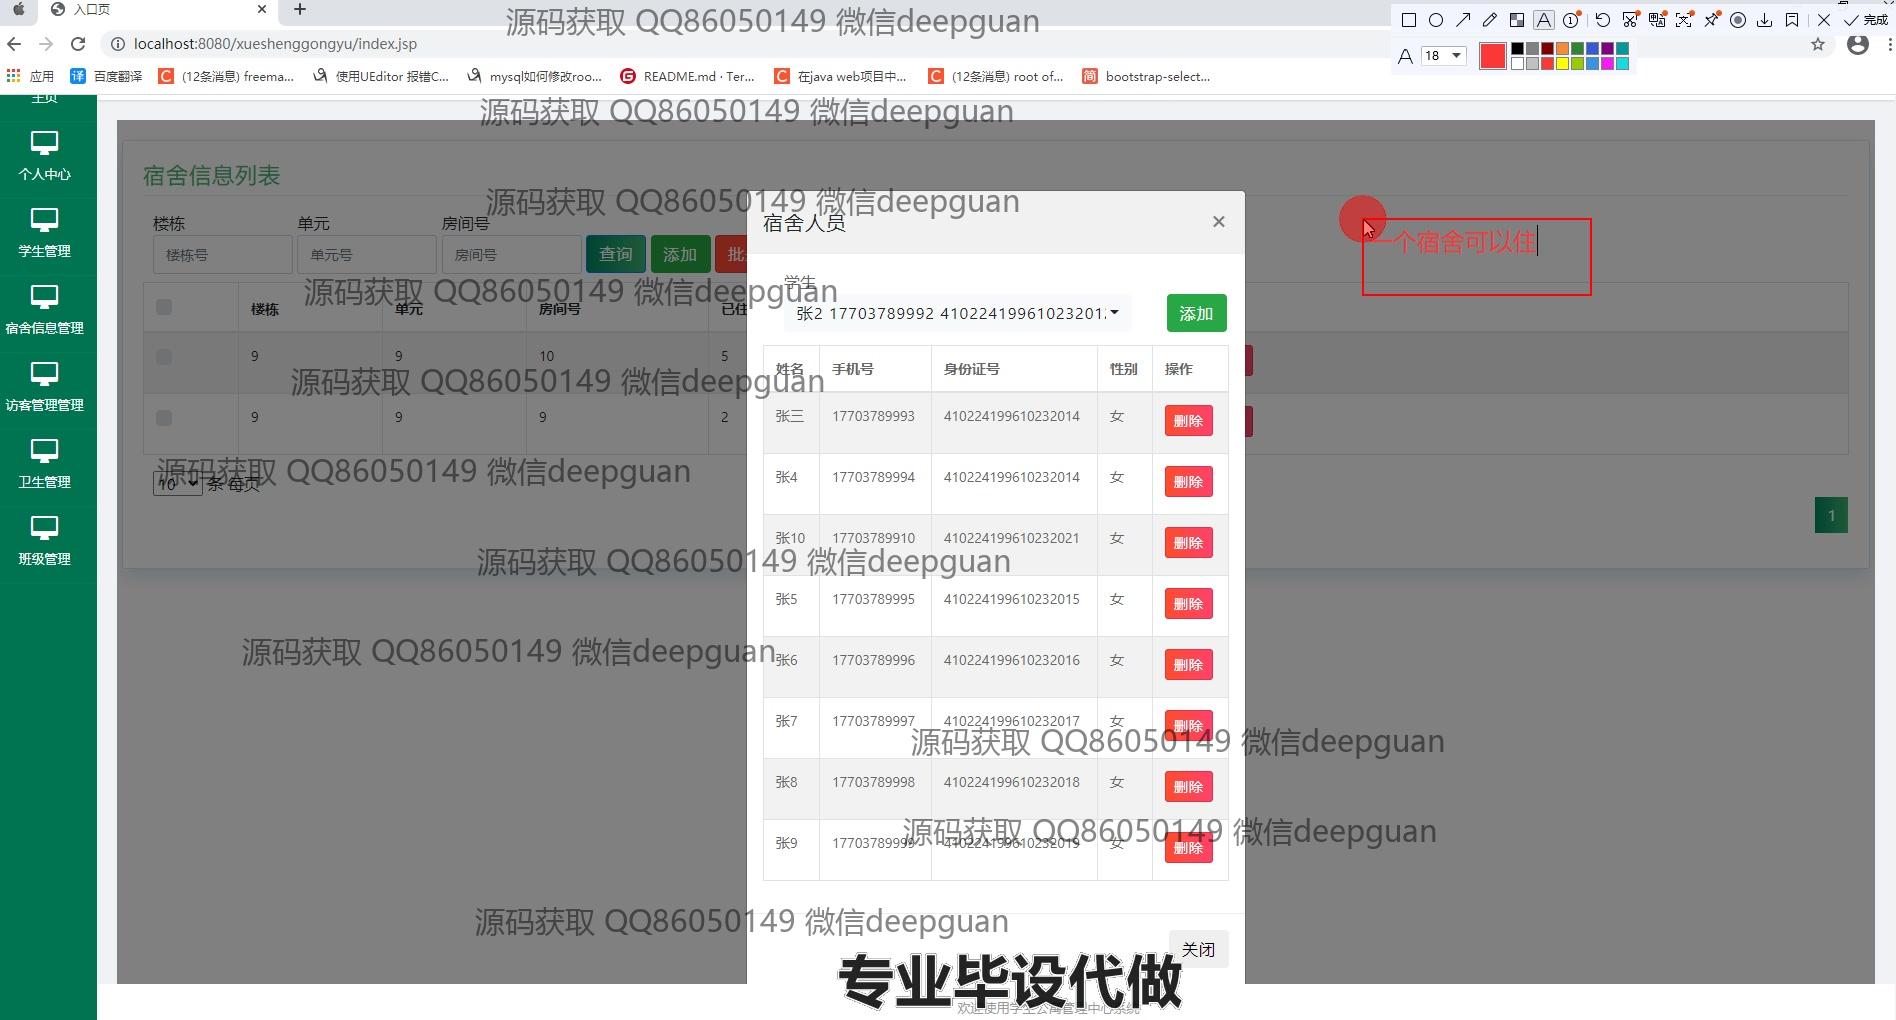 入口页
localhost:8080/xueshenggongyu/index.jsp
完成
A 18
应用 百度翻译 (12条消息) freema... 使用UEditor 报错C... mysql如何修改roo... README.md · Ter... 在java web项目中... (12条消息) root of... bootstrap-select...
源码获取 QQ86050149 微信deepguan
源码获取 QQ86050149 微信deepguan
主页
个人中心
学生管理
宿舍信息管理
访客管理管理
卫生管理
班级管理
宿舍信息列表
源码获取 QQ86050149 微信deepguan
楼栋 单元 房间号
楼栋号 单元号 房间号 查询 添加 批
源码获取 QQ86050149 微信deepguan
楼栋 单元 房间号 已住
9 9 10 5
源码获取 QQ86050149 微信deepguan
9 9 9 2
源码获取 QQ86050149 微信deepguan
10 条 每页
1
源码获取 QQ86050149 微信deepguan
源码获取 QQ86050149 微信deepguan
宿舍人员 ×
一个宿舍可以住
学生
张2 17703789992 41022419961023201. 添加
姓名 手机号 身份证号 性别 操作
张三 17703789993 410224199610232014 女 删除
张4 17703789994 410224199610232014 女 删除
张10 17703789910 410224199610232021 女 删除
张5 17703789995 410224199610232015 女 删除
张6 17703789996 410224199610232016 女 删除
张7 17703789997 410224199610232017 女 删除
源码获取 QQ86050149 微信deepguan
张8 17703789998 410224199610232018 女 删除
源码获取 QQ86050149 微信deepguan
张9 17703789999 410224199610232019 女 删除
源码获取 QQ86050149 微信deepguan
关闭
专业毕设代做
欢迎使用学生公寓管理中心系统